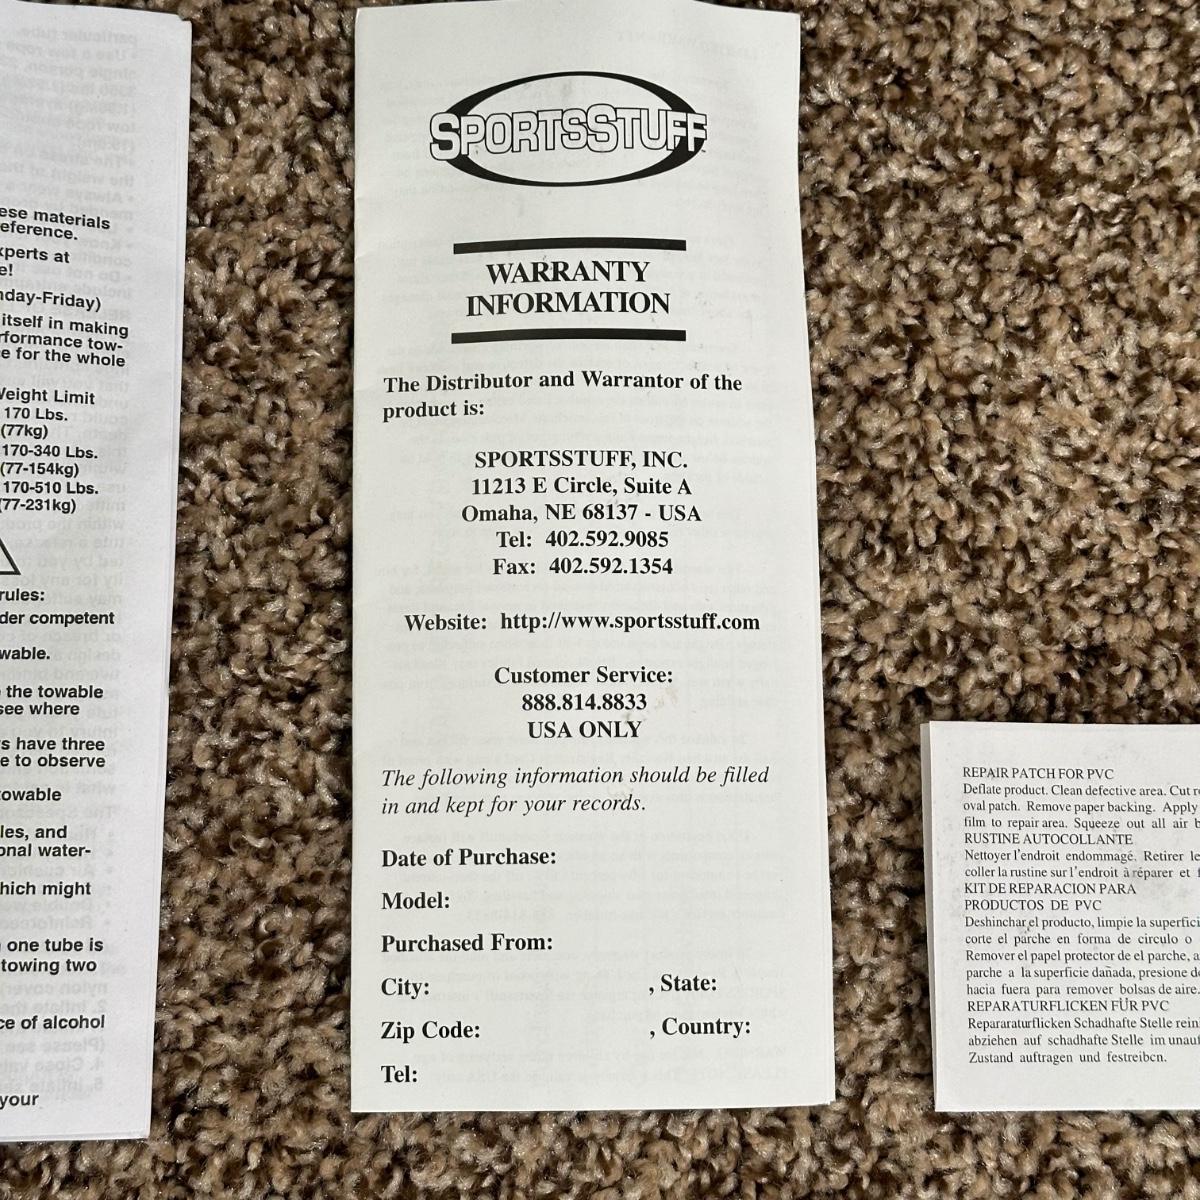 ese materials
eference.
xperts at
e!
nday-Friday)
itself in making
rformance tow-
e for the whole
Weight Limit
170 Lbs.
(77kg)
170-340 Lbs.
(77-154kg)
170-510 Lbs.
(77-231kg)
rules:
der competent
wable.
the towable
see where
s have three
e to observe
towable
les, and
onal water-
hich might
one tube is
towing two
ce of alcohol
your
SPORTSSTUFF
WARRANTY
INFORMATION
The Distributor and Warrantor of the
product is:
SPORTSSTUFF, INC.
11213 E Circle, Suite A
Omaha, NE 68137 - USA
Tel: 402.592.9085
Fax: 402.592.1354
Website: http://www.sportsstuff.com
Customer Service:
888.814.8833
USA ONLY
The following information should be filled
in and kept for your records.
Date of Purchase:
Model:
Purchased From:
City: , State:
Zip Code: , Country:
Tel:
REPAIR PATCH FOR PVC
Deflate product. Clean defective area. Cut r
oval patch. Remove paper backing. Apply
film to repair area. Squeeze out all air b
RUSTINE AUTOCOLLANTE
Nettoyer l'endroit endommagé. Retirer le
coller la rustine sur l'endroit à réparer et f
KIT DE REPARACION PARA
PRODUCTOS DE PVC
Deshinchar el producto, limpie la superfici
corte el parche en forma de circulo o
Remover el papel protector de el parche, a
parche a la superficie dañada, presione de
hacia fuera para remover bolsas de aire.
REPARATURFLICKEN FÜR PVC
Repararaturflicken Schadhafte Stelle rein
abziehen auf schadhafte Stelle im unauf
Zustand auftragen und festreiben.